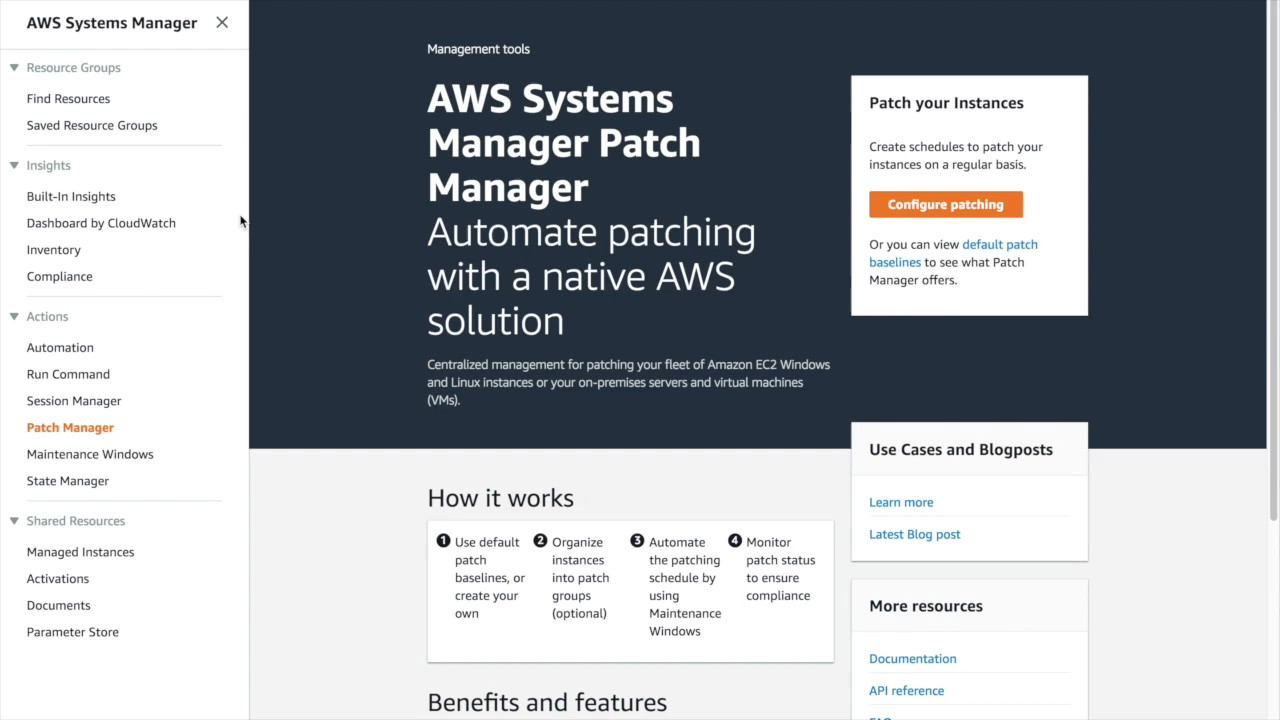 AWS Systems Manager
Resource Groups
Find Resources
Saved Resource Groups
Insights
Built-In Insights
Dashboard by CloudWatch
Inventory
Compliance
Actions
Automation
Run Command
Session Manager
Patch Manager
Maintenance Windows
State Manager
Shared Resources
Managed Instances
Activations
Documents
Parameter Store
Management tools
AWS Systems
Manager Patch
Manager
Automate patching
with a native AWS
solution
Centralized management for patching your fleet of Amazon EC2 Windows
and Linux instances or your on-premises servers and virtual machines
(VMs).
Patch your Instances
Create schedules to patch your
instances on a regular basis.
Configure patching
Or you can view default patch
baselines to see what Patch
Manager offers.
How it works
1 Use default
patch
baselines, or
create your
own
2 Organize
instances
into patch
groups
(optional)
3 Automate
the patching
schedule by
using
Maintenance
Windows
4 Monitor
patch status
to ensure
compliance
Benefits and features
Use Cases and Blogposts
Learn more
Latest Blog post
More resources
Documentation
API reference